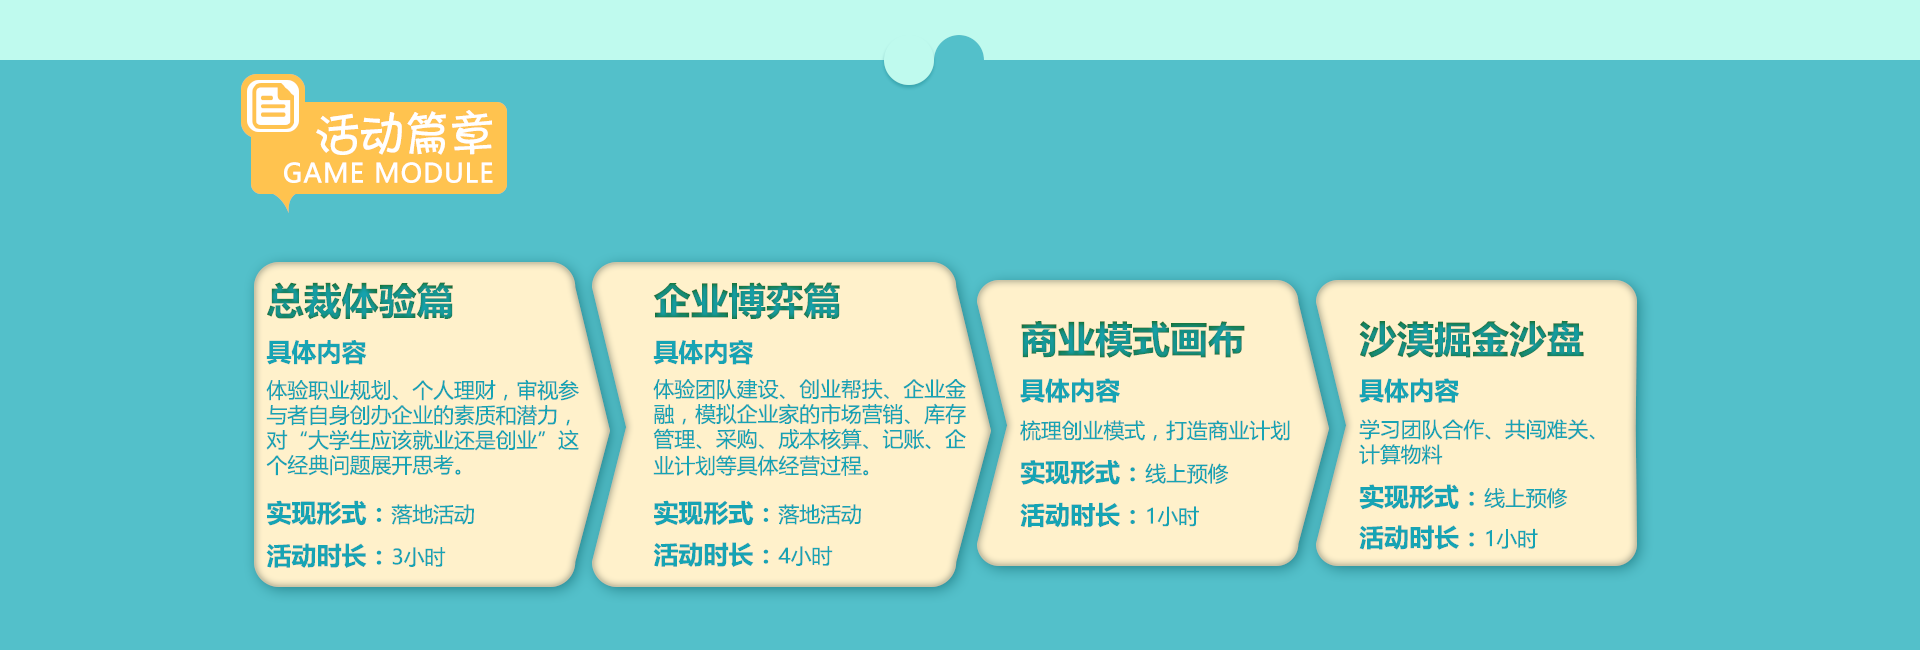 活动篇章
GAME MODULE
总裁体验篇
具体内容
体验职业规划、个人理财，审视参
与者自身创办企业的素质和潜力，
对“大学生应该就业还是创业”这
个经典问题展开思考。
实现形式：落地活动
活动时长：3小时
企业博弈篇
具体内容
体验团队建设、创业帮扶、企业金
融，模拟企业家的市场营销、库存
管理、采购、成本核算、记账、企
业计划等具体经营过程。
实现形式：落地活动
活动时长：4小时
商业模式画布
具体内容
梳理创业模式，打造商业计划
实现形式：线上预修
活动时长：1小时
沙漠掘金沙盘
具体内容
学习团队合作、共闯难关、
计算物料
实现形式：线上预修
活动时长：1小时